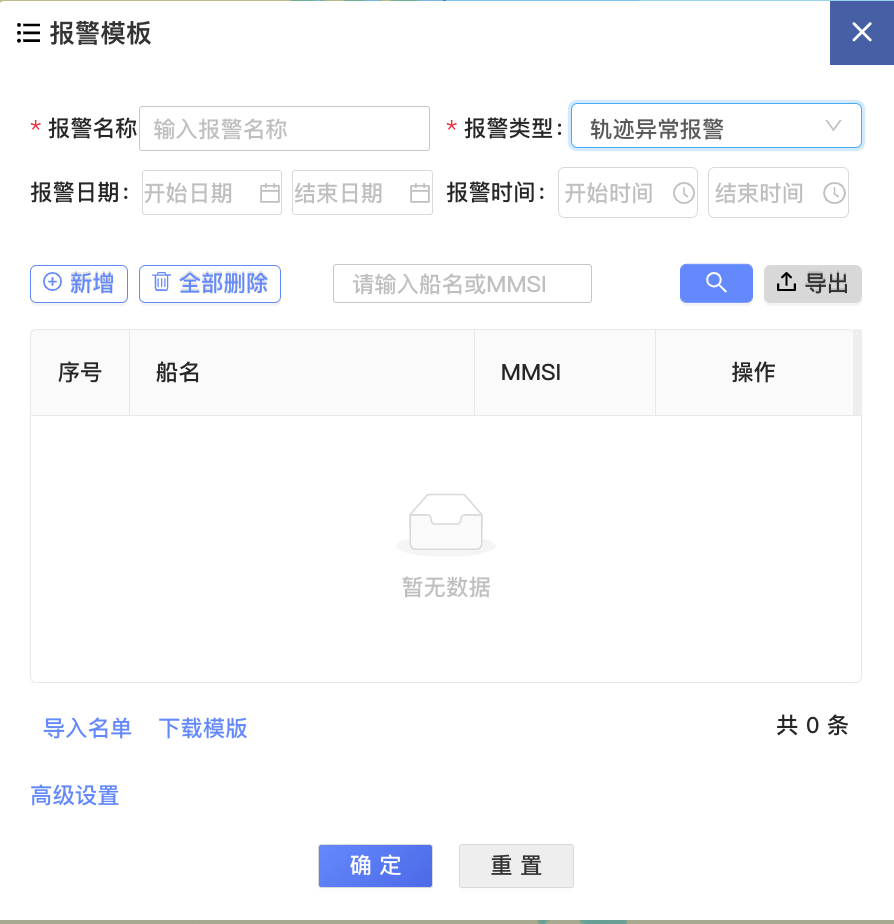 报警模板
* 报警名称 输入报警名称 * 报警类型： 轨迹异常报警
报警日期： 开始日期 结束日期 报警时间： 开始时间 结束时间
新增 全部删除 请输入船名或MMSI 导出
序号 船名 MMSI 操作
暂无数据
导入名单 下载模版 共 0 条
高级设置
确 定 重 置